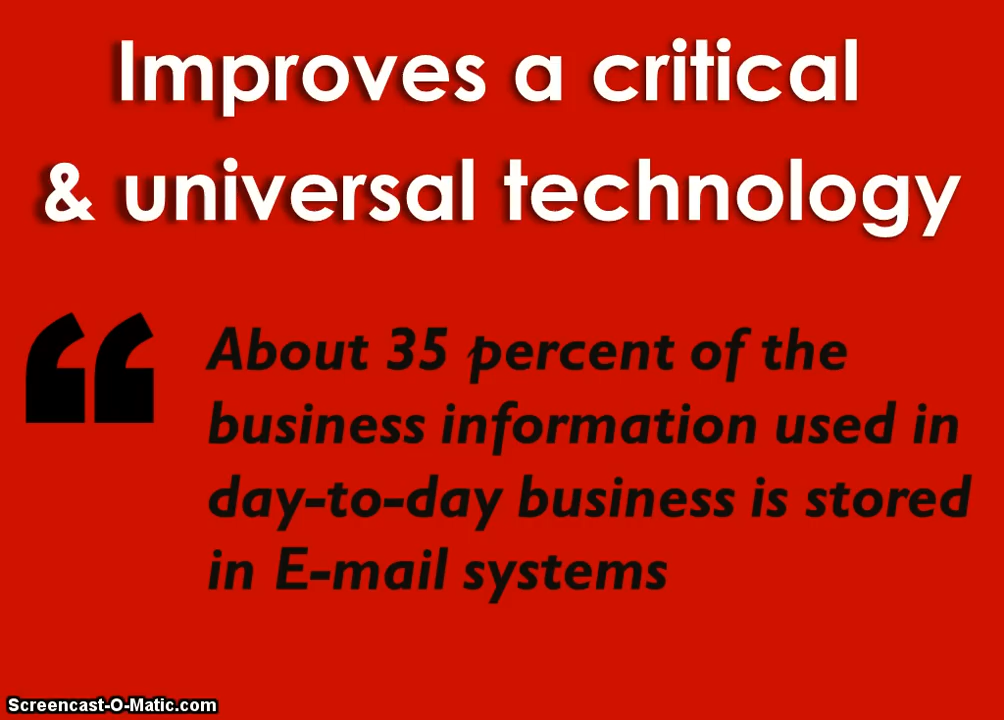 Improves a critical
& universal technology
“ About 35 percent of the
business information used in
day-to-day business is stored
in E-mail systems
Screencast-O-Matic.com